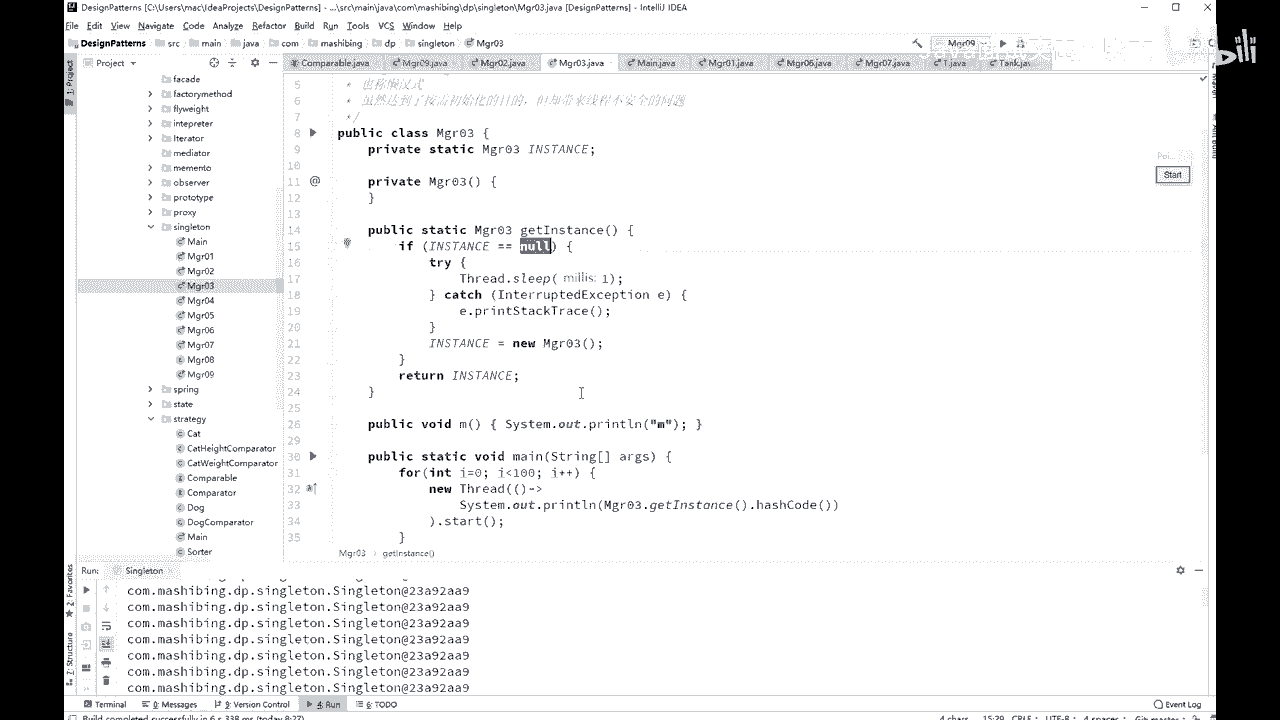 DesignPatterns [C:\Users\mac\IdeaProjects\DesignPatterns] - ...\src\main\java\com\mashibing\dp\singleton\Mgr03.java [DesignPatterns] - IntelliJ IDEA
File Edit View Navigate Code Analyze Refactor Build Run Tools VCS Window Help
DesignPatterns src main java com mashibing dp singleton Mgr03
Mgr09
Project
Comparable.java Mgr09.java Mgr02.java Mgr03.java Main.java Mgr01.java Mgr06.java Mgr07.java T.java
1: Project
facade
factorymethod
flyweight
intepreter
Iterator
mediator
memento
observer
prototype
proxy
singleton
Main
Mgr01
Mgr02
Mgr03
Mgr04
Mgr05
Mgr06
Mgr07
Mgr08
Mgr09
spring
state
strategy
Cat
CatHeightComparator
CatWeightComparator
Comparable
Comparator
Dog
DogComparator
Main
Sorter
5 * 也称懒汉式
6 * 虽然达到了按需初始化的目的，但却带来线程不安全的问题
7 */
8 public class Mgr03 {
9 private static Mgr03 INSTANCE;
10
11 private Mgr03() {
12 }
13
14 public static Mgr03 getInstance() {
15 if (INSTANCE == null) {
16 try {
17 Thread.sleep( millis: 1);
18 } catch (InterruptedException e) {
19 e.printStackTrace();
20 }
21 INSTANCE = new Mgr03();
22 }
23 return INSTANCE;
24 }
25
26 public void m() { System.out.println("m"); }
29
30 public static void main(String[] args) {
31 for(int i=0; i<100; i++) {
32 new Thread(()->
33 System.out.println(Mgr03.getInstance().hashCode())
34 ).start();
35 }
Mgr03 getInstance()
Start
Run: Singleton
com.mashibing.dp.singleton.Singleton@23a92aa9
com.mashibing.dp.singleton.Singleton@23a92aa9
com.mashibing.dp.singleton.Singleton@23a92aa9
com.mashibing.dp.singleton.Singleton@23a92aa9
com.mashibing.dp.singleton.Singleton@23a92aa9
com.mashibing.dp.singleton.Singleton@23a92aa9
com.mashibing.dp.singleton.Singleton@23a92aa9
2: Favorites
7: Structure
Terminal 0: Messages 9: Version Control 4: Run 6: TODO Event Log
Build completed successfully in 6 s 338 ms (today 8:27) 4 chars 15:29 CRLF UTF-8 4 spaces